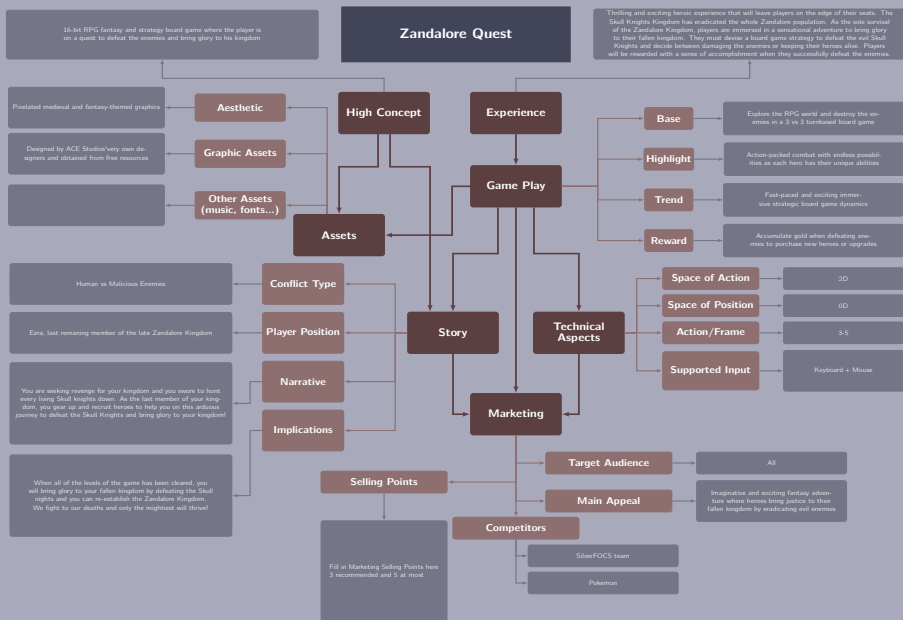 Zandalore Quest
16-bit RPG fantasy and strategy board game where the player is
on a quest to defeat the enemies and bring glory to his kingdom
Thrilling and exciting heroic experience that will leave players on the edge of their seats. The
Skull Knights Kingdom has eradicated the whole Zandalore population. As the sole survival
of the Zandalore Kingdom, players are immersed in a sensational adventure to bring glory
to their fallen kingdom. They must devise a board game strategy to defeat the evil Skull
Knights and decide between damaging the enemies or keeping their heroes alive. Players
will be rewarded with a sense of accomplishment when they successfully defeat the enemies.
High Concept
Experience
Pixelated medieval and fantasy-themed graphics
Aesthetic
Designed by ACE Studios'very own de-
signers and obtained from free resources
Graphic Assets
Other Assets
(music, fonts...)
Assets
Game Play
Base
Explore the RPG world and destroy the en-
emies in a 3 vs 3 turnbased board game
Highlight
Action-packed combat with endless possibil-
ities as each hero has their unique abilities
Trend
Fast-paced and exciting immer-
sive strategic board game dynamics
Reward
Accumulate gold when defeating ene-
mies to purchase new heroes or upgrades
Human vs Malicious Enemies
Conflict Type
Ezra, last remaning member of the late Zandalore Kingdom
Player Position
You are seeking revenge for your kingdom and you swore to hunt
every living Skull knights down. As the last member of your king-
dom, you gear up and recruit heroes to help you on this arduous
journey to defeat the Skull Knights and bring glory to your kingdom!
Narrative
When all of the levels of the game has been cleared, you
will bring glory to your fallen kingdom by defeating the Skull
nights and you can re-establish the Zandalore Kingdom.
We fight to our deaths and only the mightiest will thrive!
Implications
Story
Technical
Aspects
Space of Action
2D
Space of Position
0D
Action/Frame
3-5
Supported Input
Keyboard + Mouse
Marketing
Target Audience
All
Main Appeal
Imaginative and exciting fantasy adven-
ture where heroes bring justice to their
fallen kingdom by eradicating evil enemies
Selling Points
Fill in Marketing Selling Points here
3 recommended and 5 at most
Competitors
SilverFOCS team
Pokemon